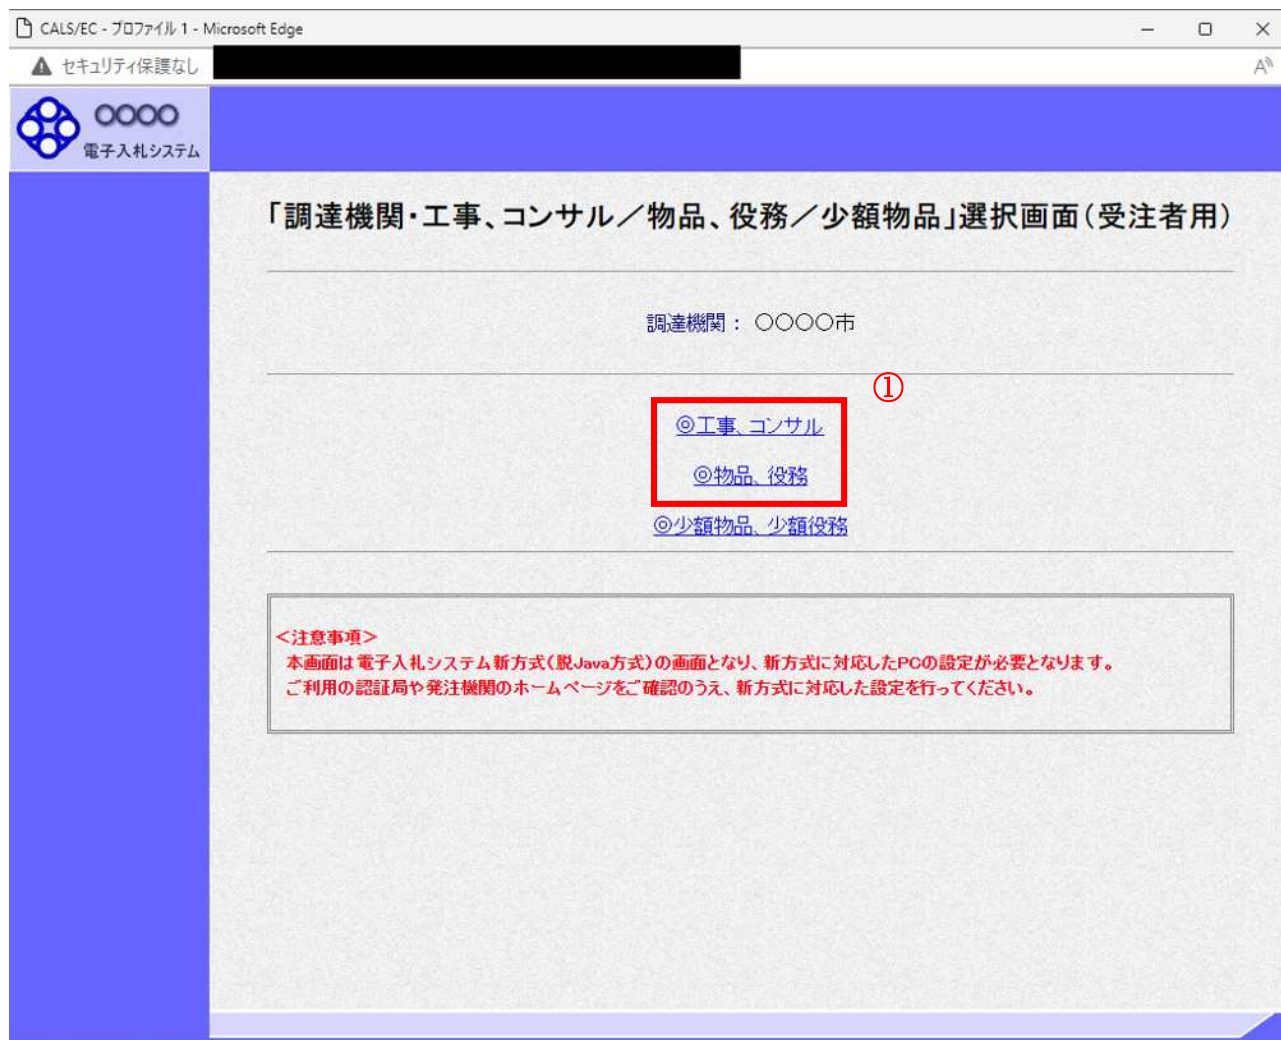 CALS/EC - プロファイル 1 - Microsoft Edge
セキュリティ保護なし
○○○○
電子入札システム
「調達機関・工事、コンサル／物品、役務／少額物品」選択画面（受注者用）
調達機関： ○○○○市
①
◎工事、コンサル
◎物品、役務
◎少額物品、少額役務
＜注意事項＞
本画面は電子入札システム新方式（脱Java方式）の画面となり、新方式に対応したPCの設定が必要となります。
ご利用の認証局や発注機関のホームページをご確認のうえ、新方式に対応した設定を行ってください。